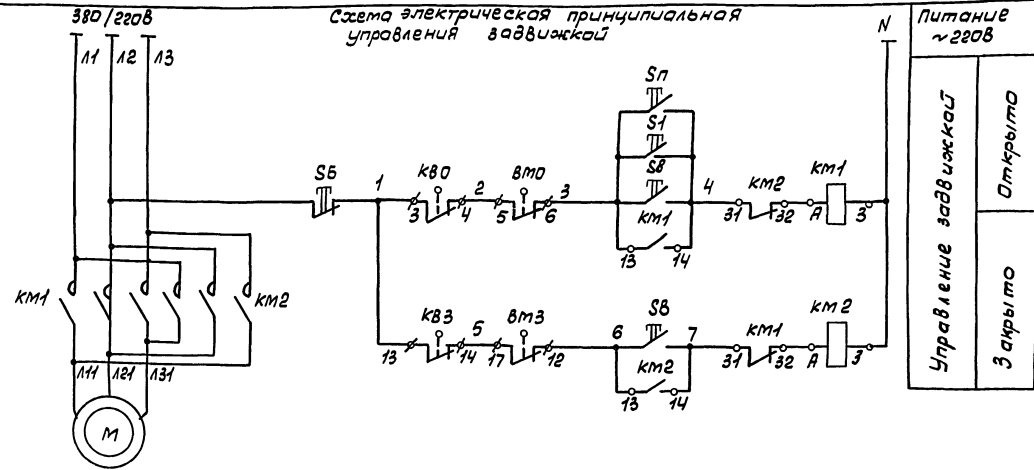 380/220В
Схема электрическая принципиальная
управления задвижкой
N
Питание
~220В
Л1 Л2 Л3
Sп
S1
SВ
SБ
1
КВО
2
ВМО
3
4
КМ2
КМ1
3 4 5 6
31 32 А 3
КМ1
13 14
Управление задвижкой
Открыто
Закрыто
КМ1
КМ2
КВЗ
5
ВМЗ
6
SВ
7
КМ1
КМ2
13 14 17 12
31 32 А 3
КМ2
13 14
Л11 Л21 Л31
М